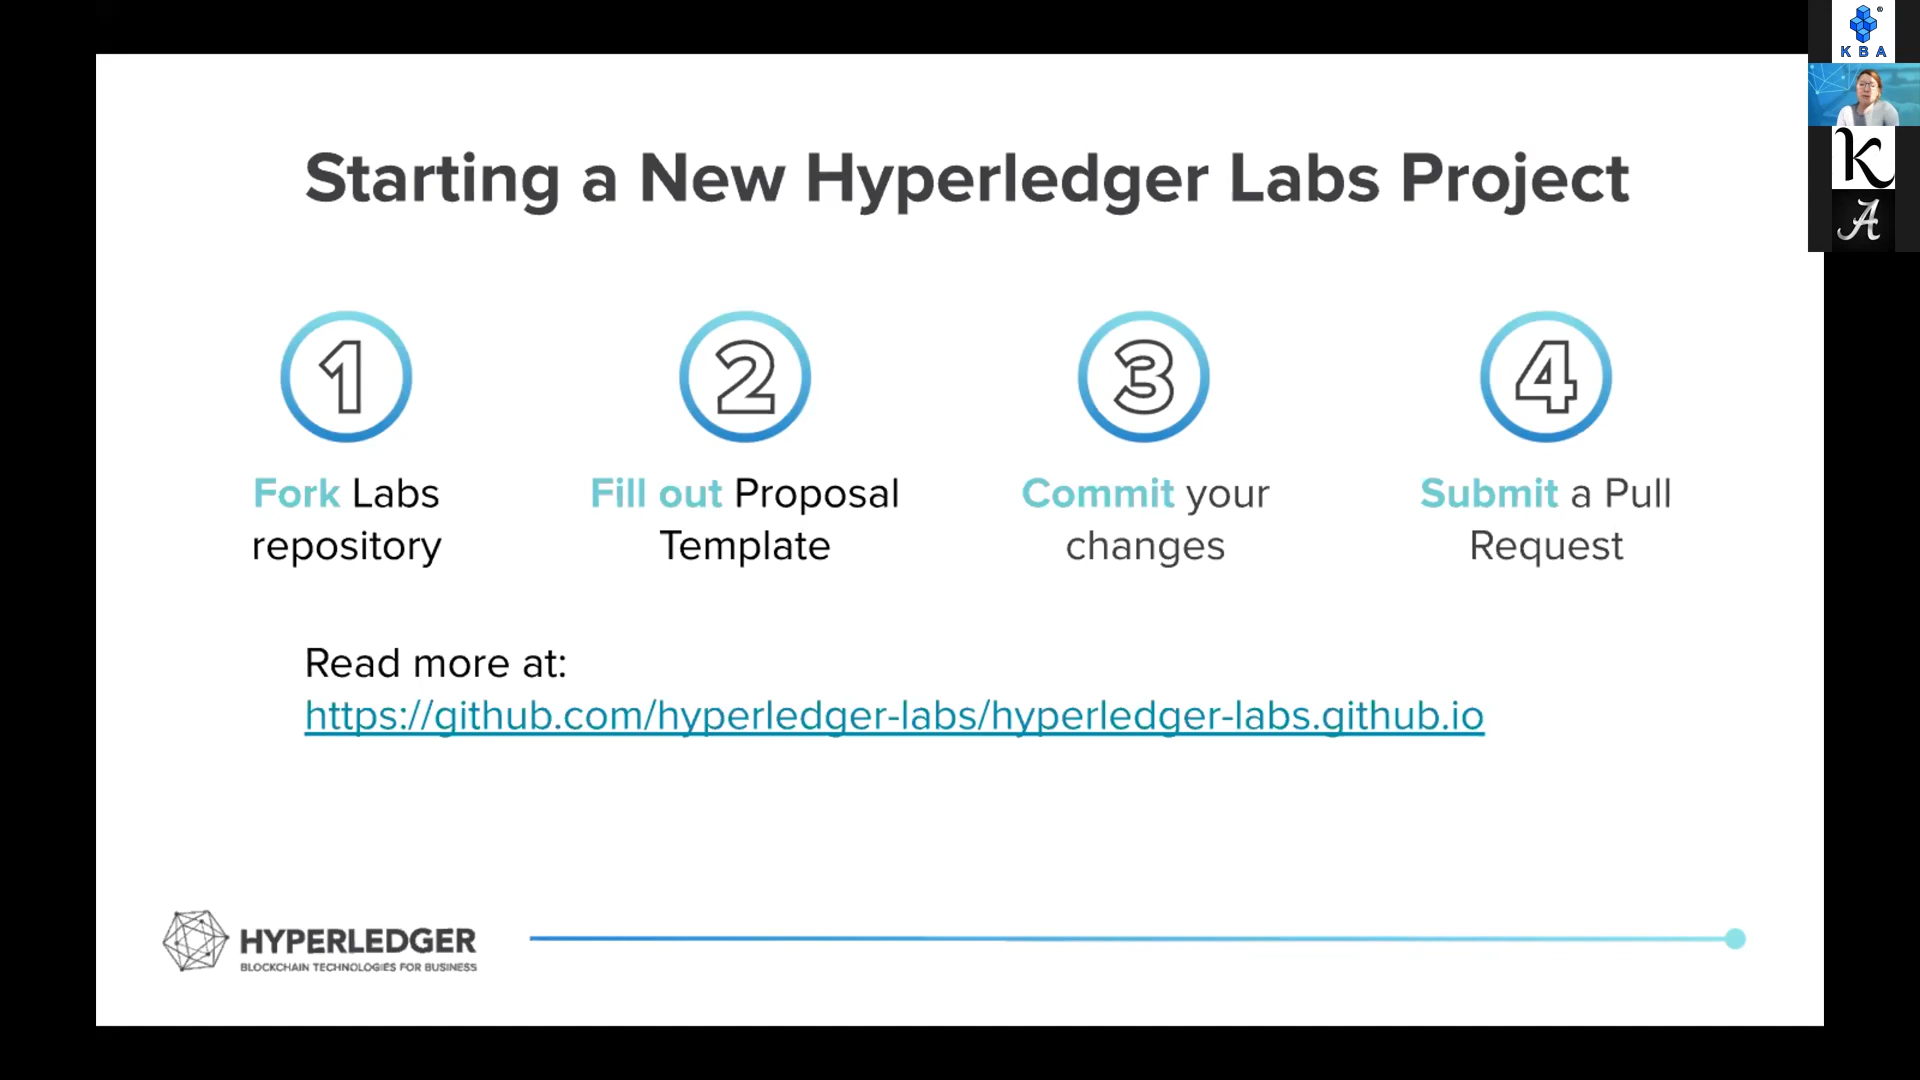 Starting a New Hyperledger Labs Project
1
2
3
4
Fork Labs
repository
Fill out Proposal
Template
Commit your
changes
Submit a Pull
Request
Read more at:
https://github.com/hyperledger-labs/hyperledger-labs.github.io
HYPERLEDGER
BLOCKCHAIN TECHNOLOGIES FOR BUSINESS
®
KBA
K
A